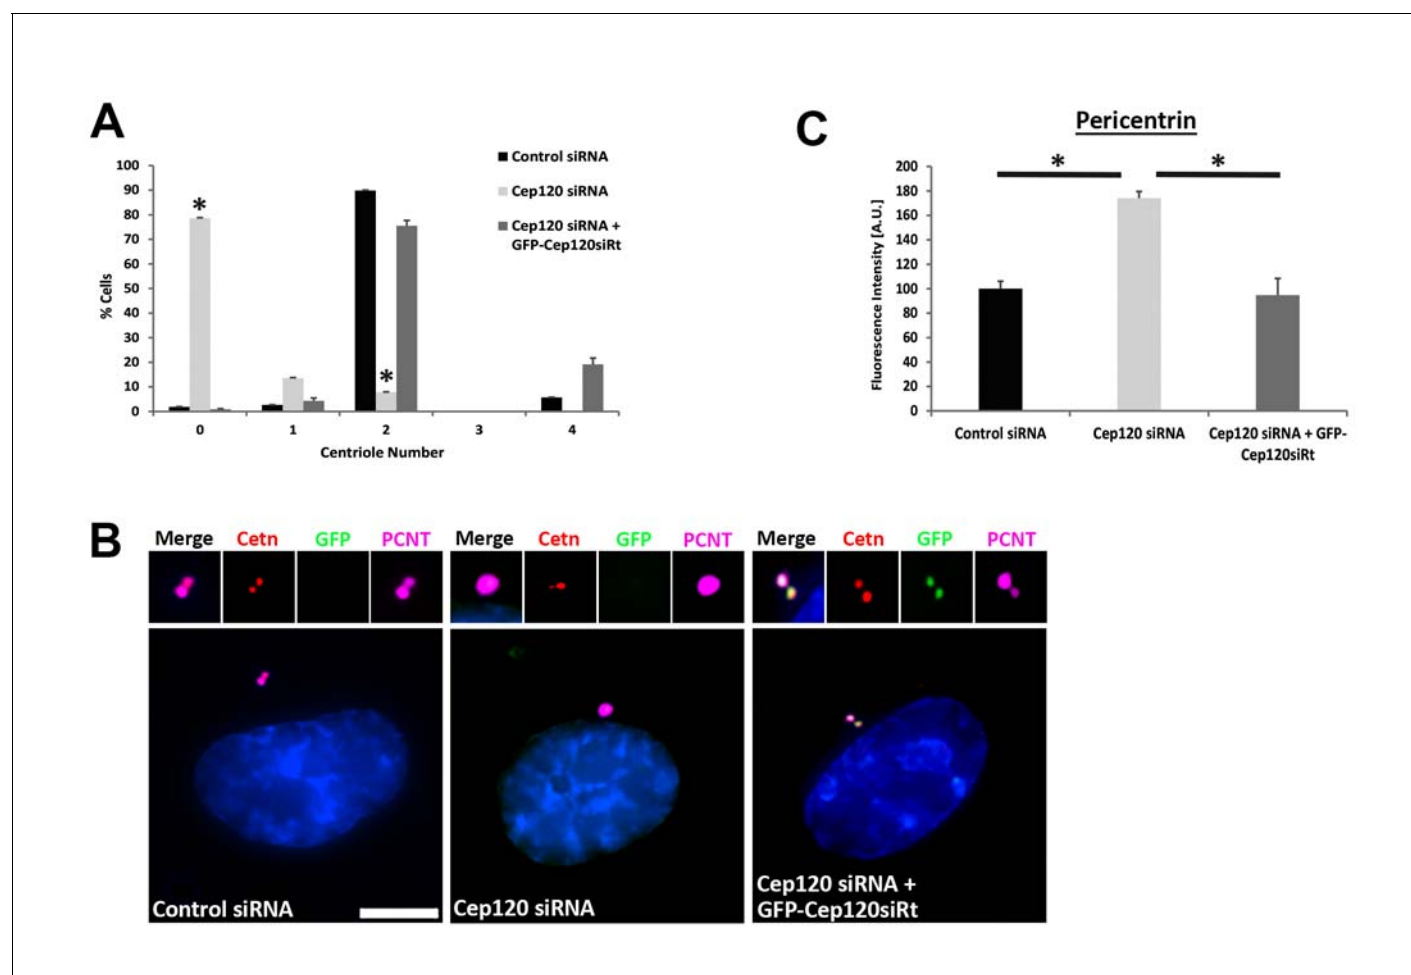 A
Control siRNA
Cep120 siRNA
Cep120 siRNA +
GFP-Cep120siRt
100
90
80
70
60
50
40
30
20
10
0
% Cells
*
*
0 1 2 3 4
Centriole Number
C
Pericentrin
200
180
160
140
120
100
80
60
40
20
0
Fluorescence Intensity [A.U.]
* *
Control siRNA Cep120 siRNA Cep120 siRNA + GFP-
Cep120siRt
B
Merge Cetn GFP PCNT Merge Cetn GFP PCNT Merge Cetn GFP PCNT
Control siRNA
Cep120 siRNA
Cep120 siRNA +
GFP-Cep120siRt